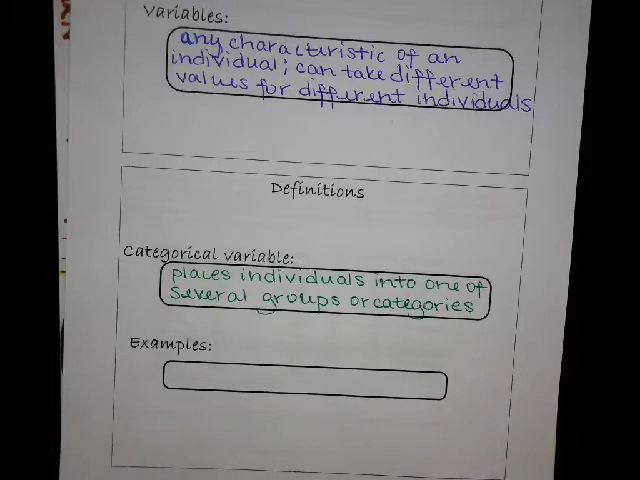 Variables:
any characteristic of an
individual; can take different
values for different individuals
Definitions
Categorical variable:
places individuals into one of
several groups or categories
Examples: